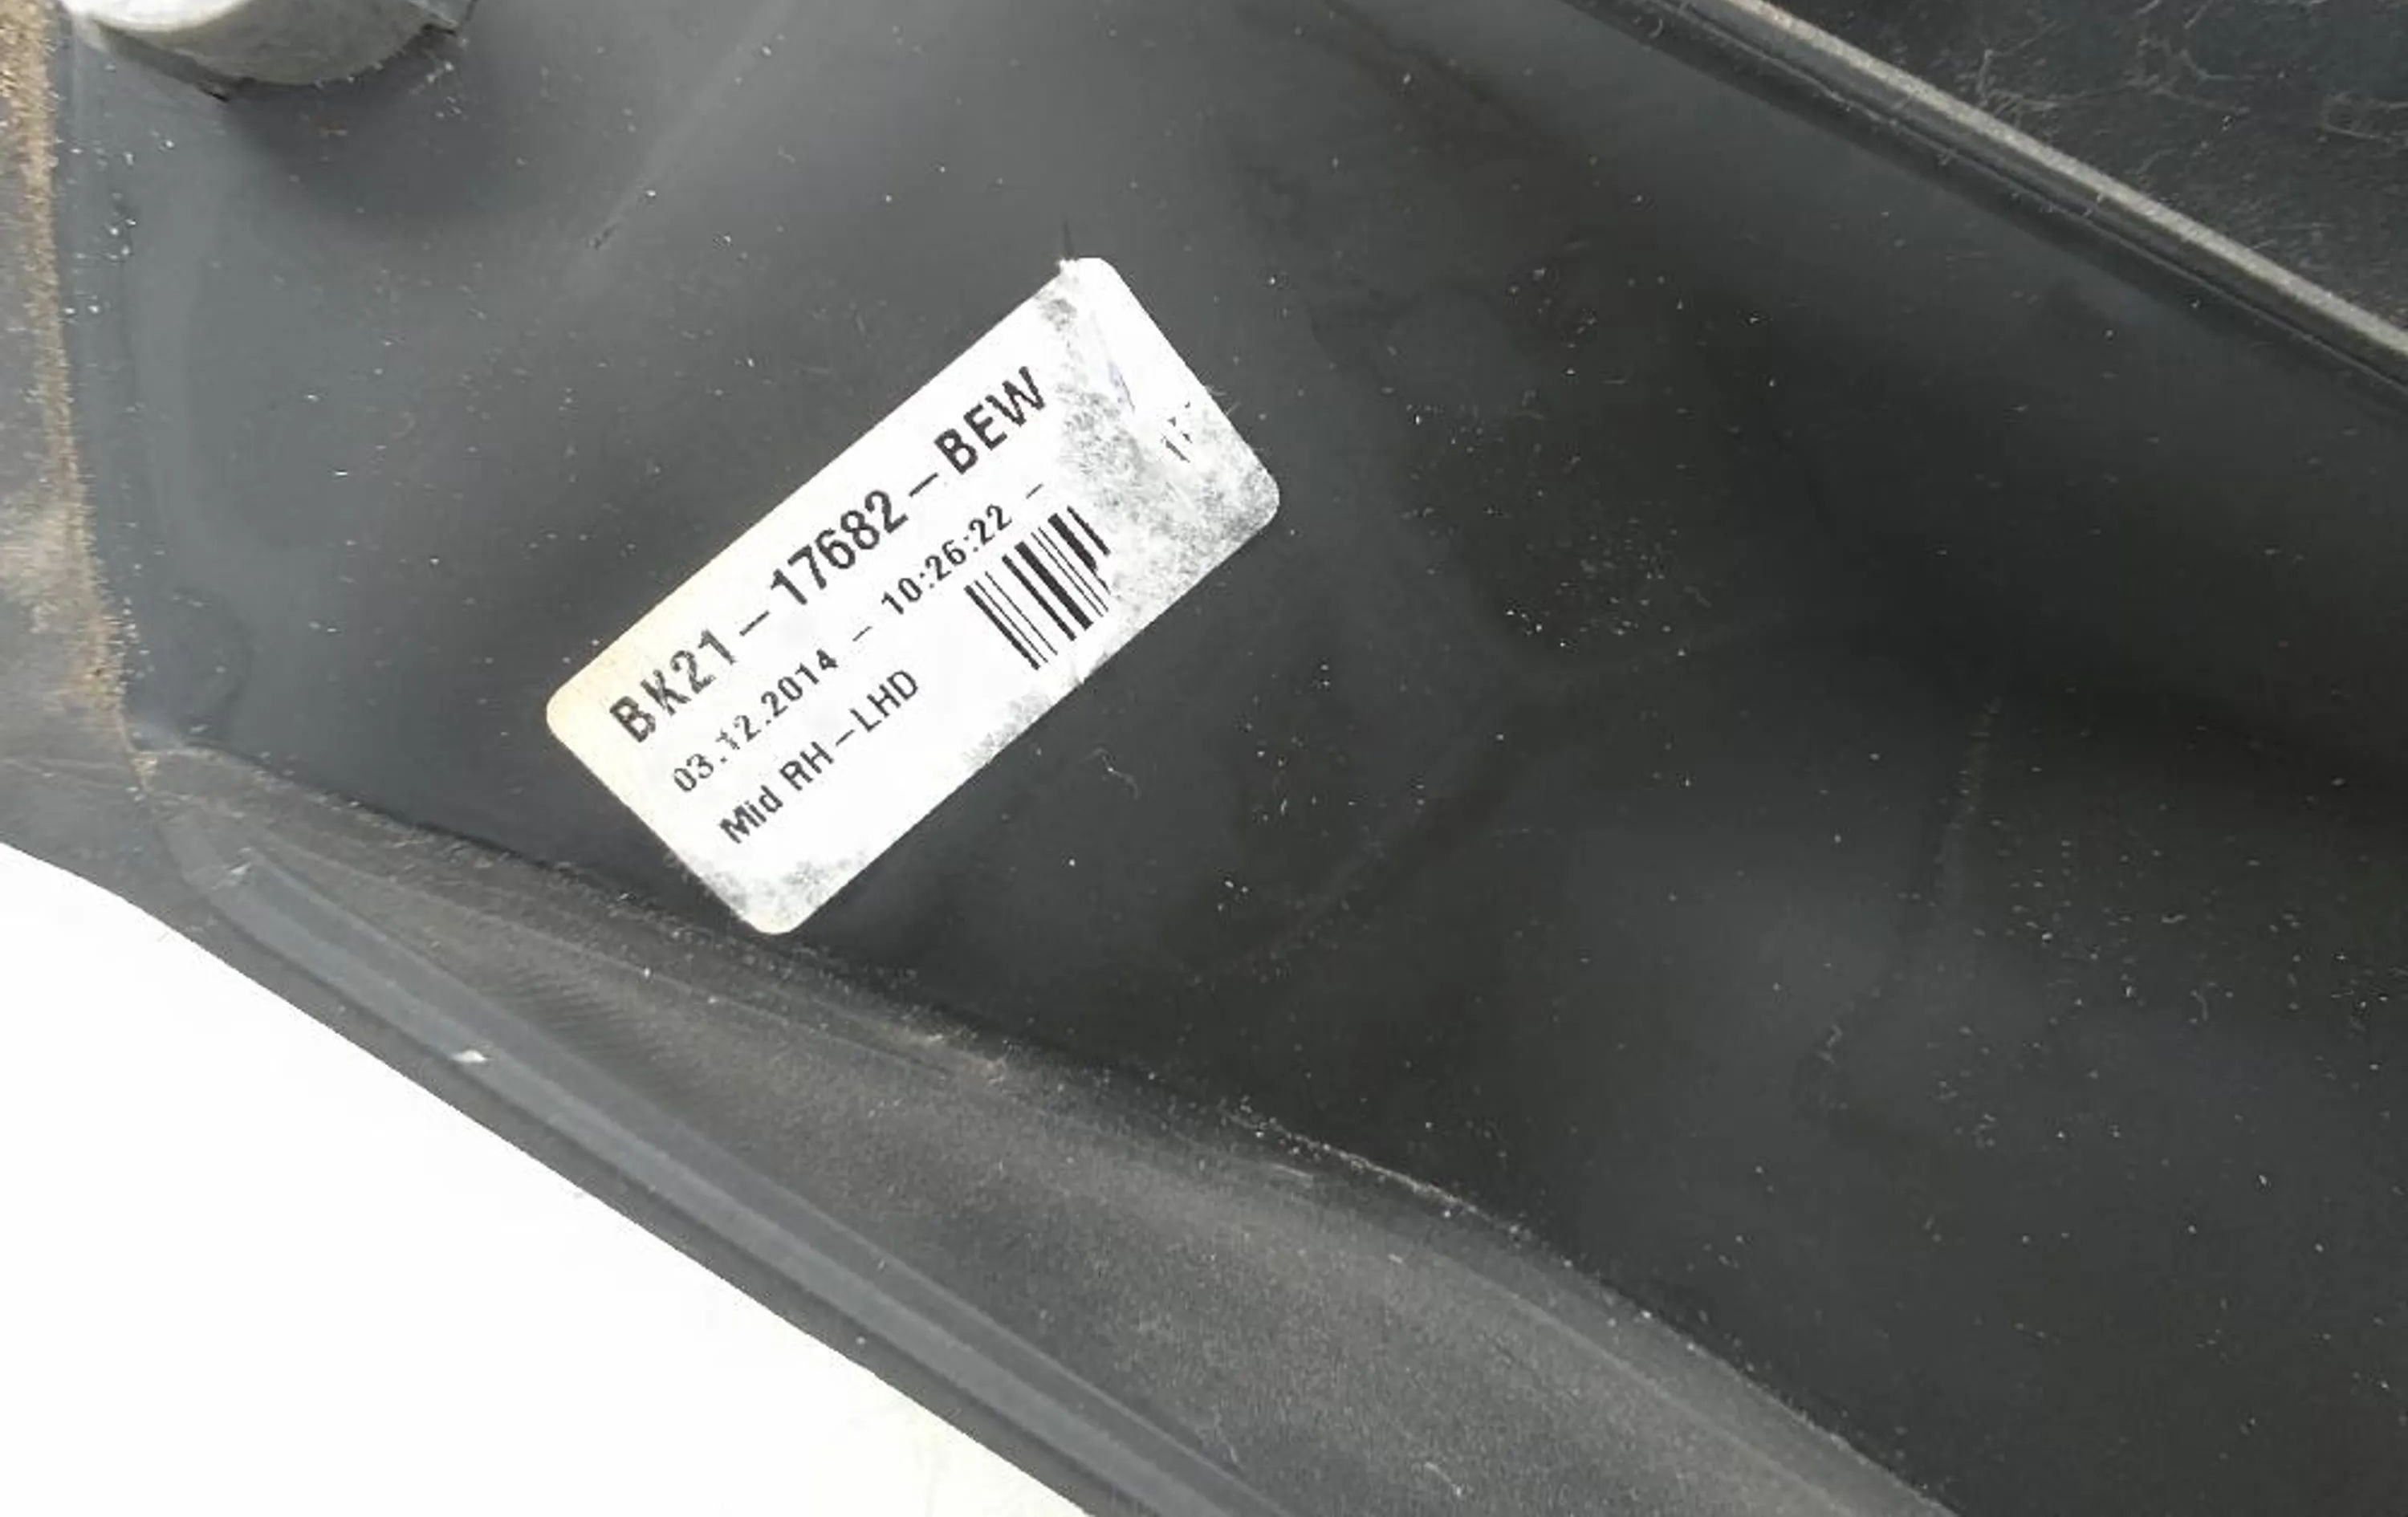 BK21-17682-BEW
03.12.2014 - 10:26:22 -
Mid RH-LHD